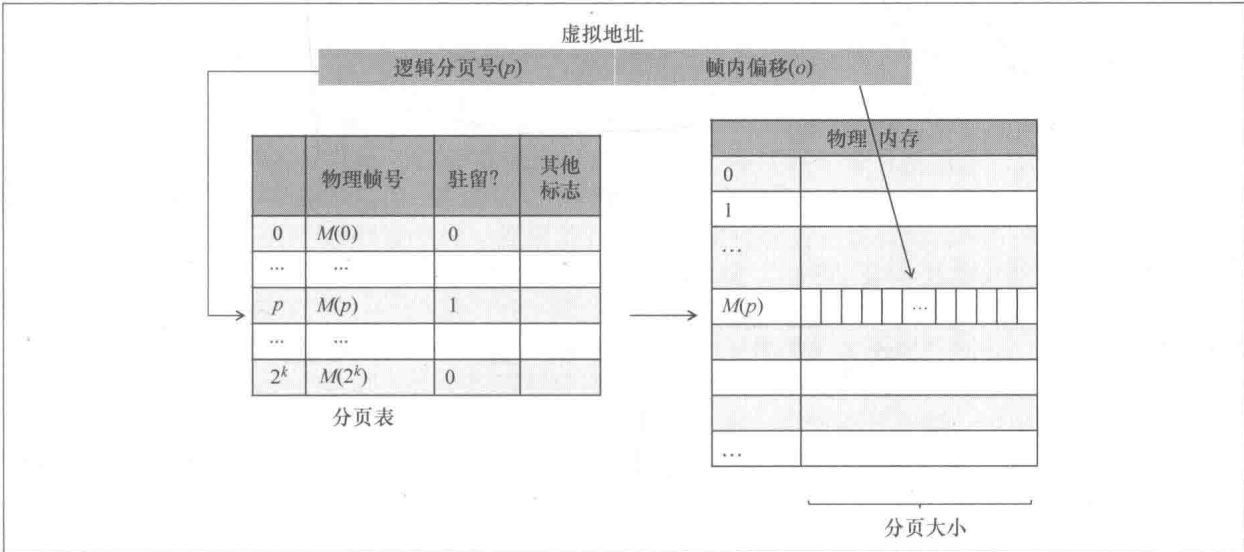 虚拟地址
逻辑分页号(p) 帧内偏移(o)
物理帧号 驻留? 其他标志
0 M(0) 0
... ...
p M(p) 1
... ...
2^k M(2^k) 0
分页表
物理 内存
0
1
...
M(p) ...
...
分页大小